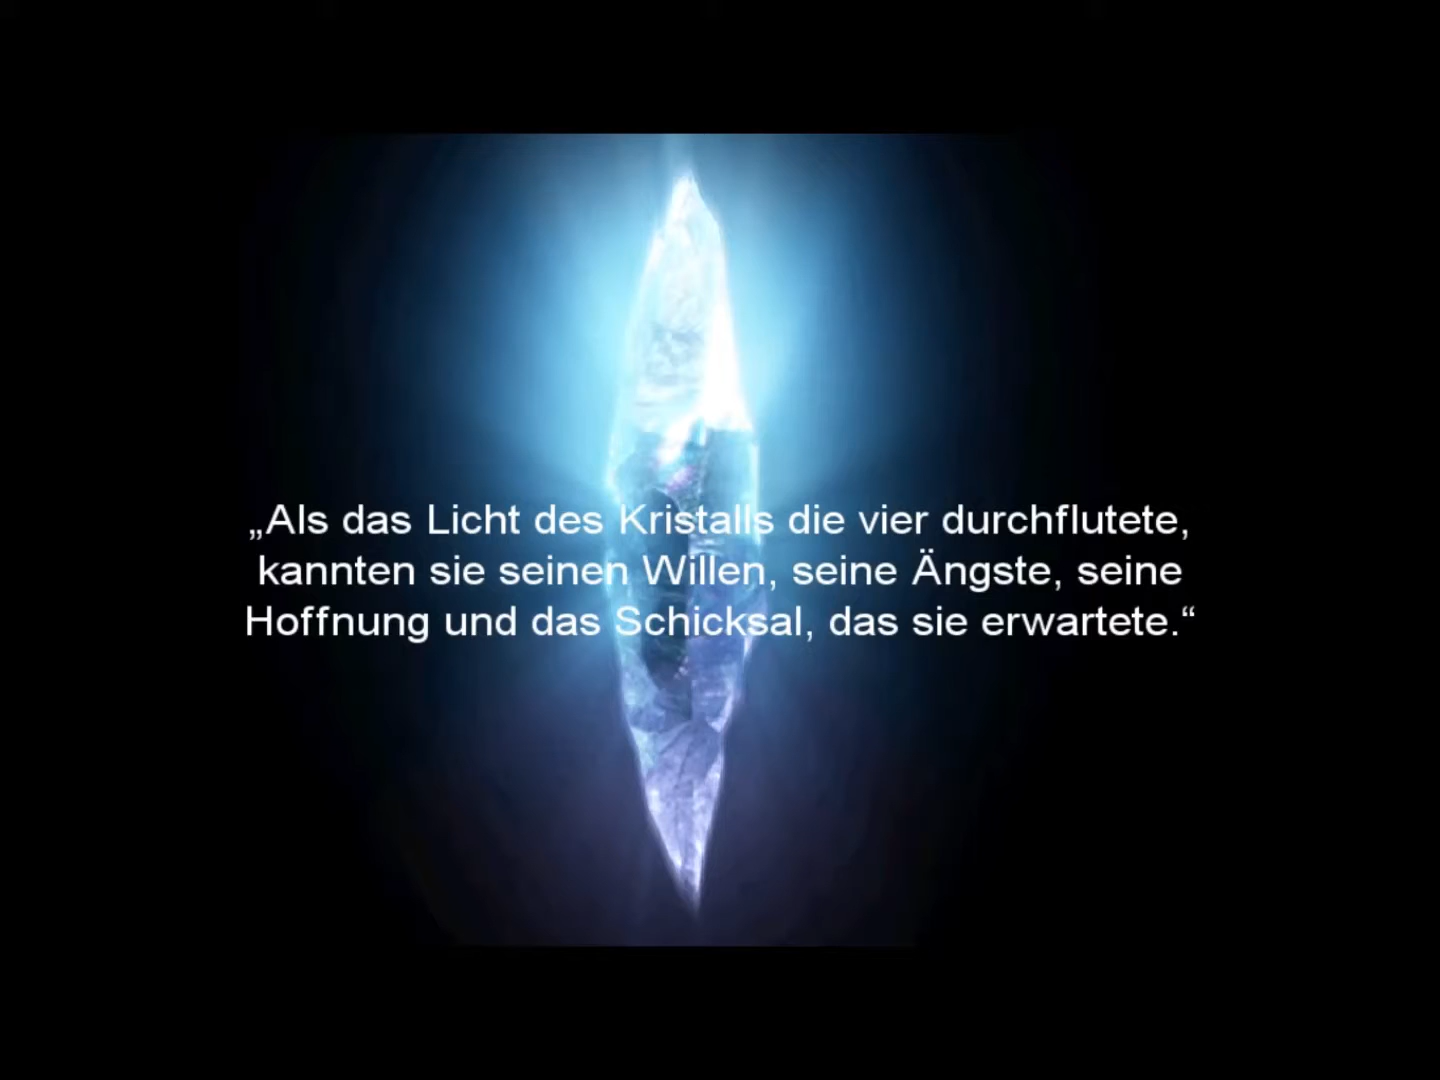 „Als das Licht des Kristalls die vier durchflutete,
kannten sie seinen Willen, seine Ängste, seine
Hoffnung und das Schicksal, das sie erwartete.“